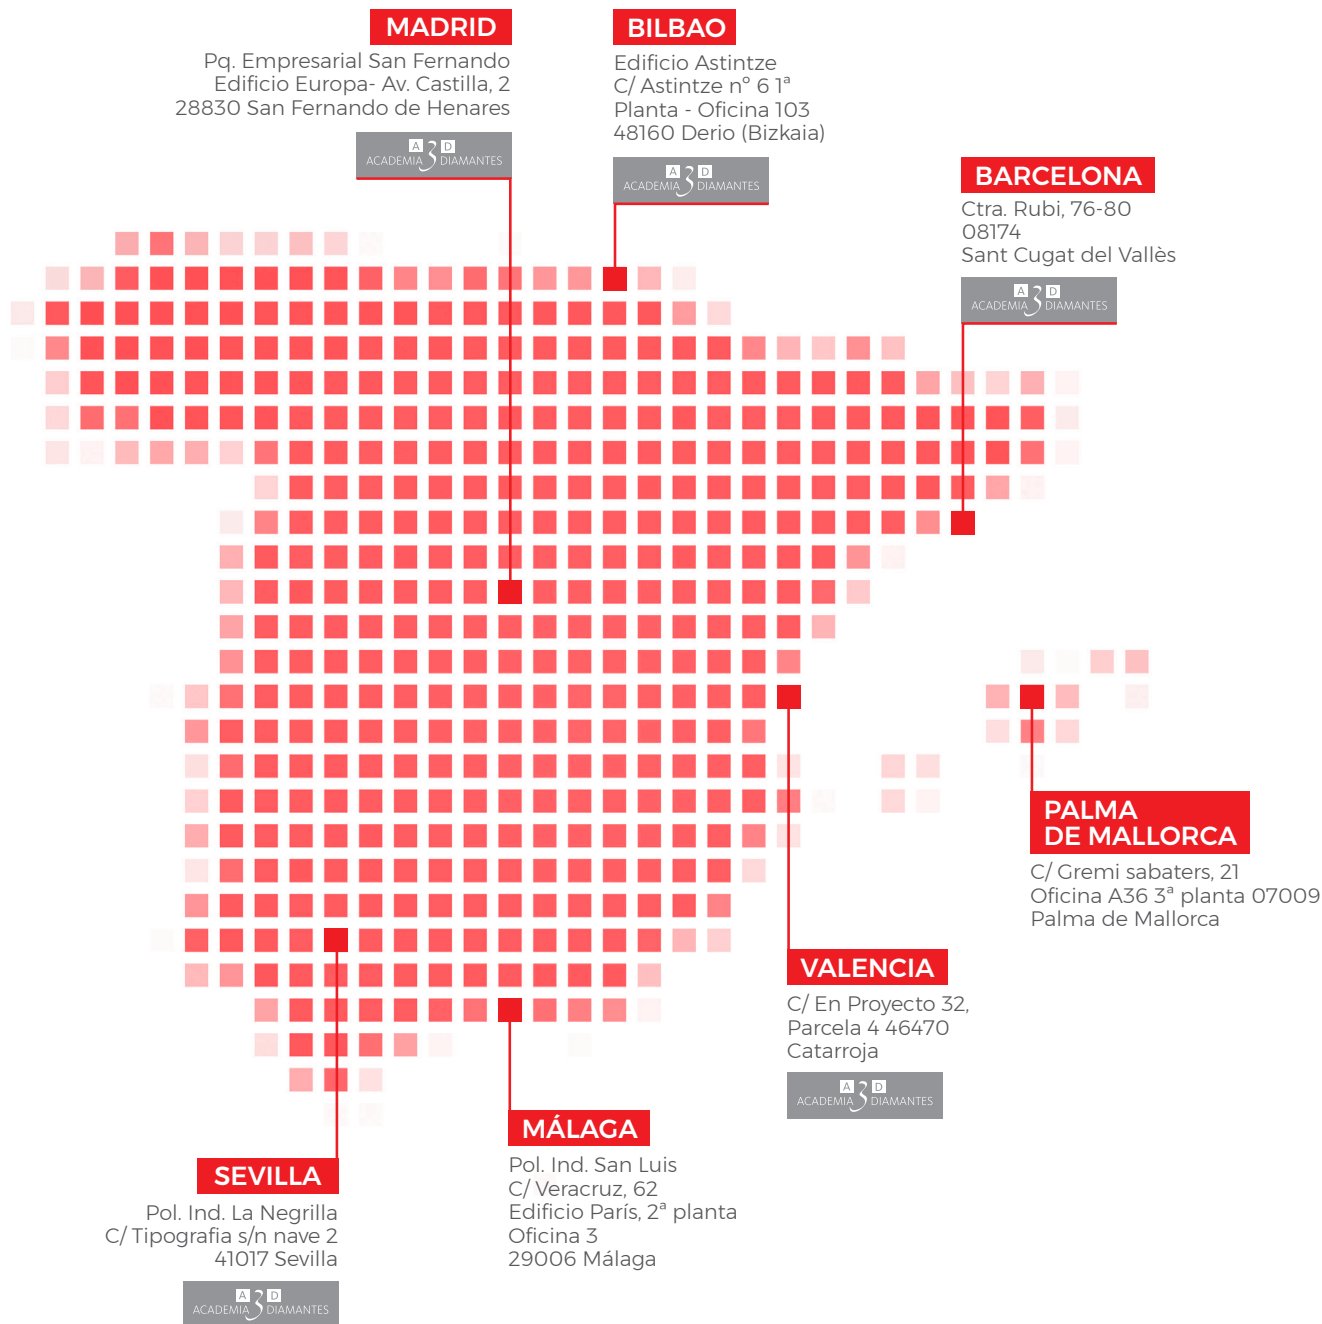 MADRID
Pq. Empresarial San Fernando
Edificio Europa- Av. Castilla, 2
28830 San Fernando de Henares
A 3 D
ACADEMIA DIAMANTES
BILBAO
Edificio Astintze
C/ Astintze nº 6 1ª
Planta - Oficina 103
48160 Derio (Bizkaia)
A 3 D
ACADEMIA DIAMANTES
BARCELONA
Ctra. Rubi, 76-80
08174
Sant Cugat del Vallès
A 3 D
ACADEMIA DIAMANTES
PALMA
DE MALLORCA
C/ Gremi sabaters, 21
Oficina A36 3ª planta 07009
Palma de Mallorca
VALENCIA
C/ En Proyecto 32,
Parcela 4 46470
Catarroja
A 3 D
ACADEMIA DIAMANTES
MÁLAGA
Pol. Ind. San Luis
C/ Veracruz, 62
Edificio París, 2ª planta
Oficina 3
29006 Málaga
SEVILLA
Pol. Ind. La Negrilla
C/ Tipografia s/n nave 2
41017 Sevilla
A 3 D
ACADEMIA DIAMANTES